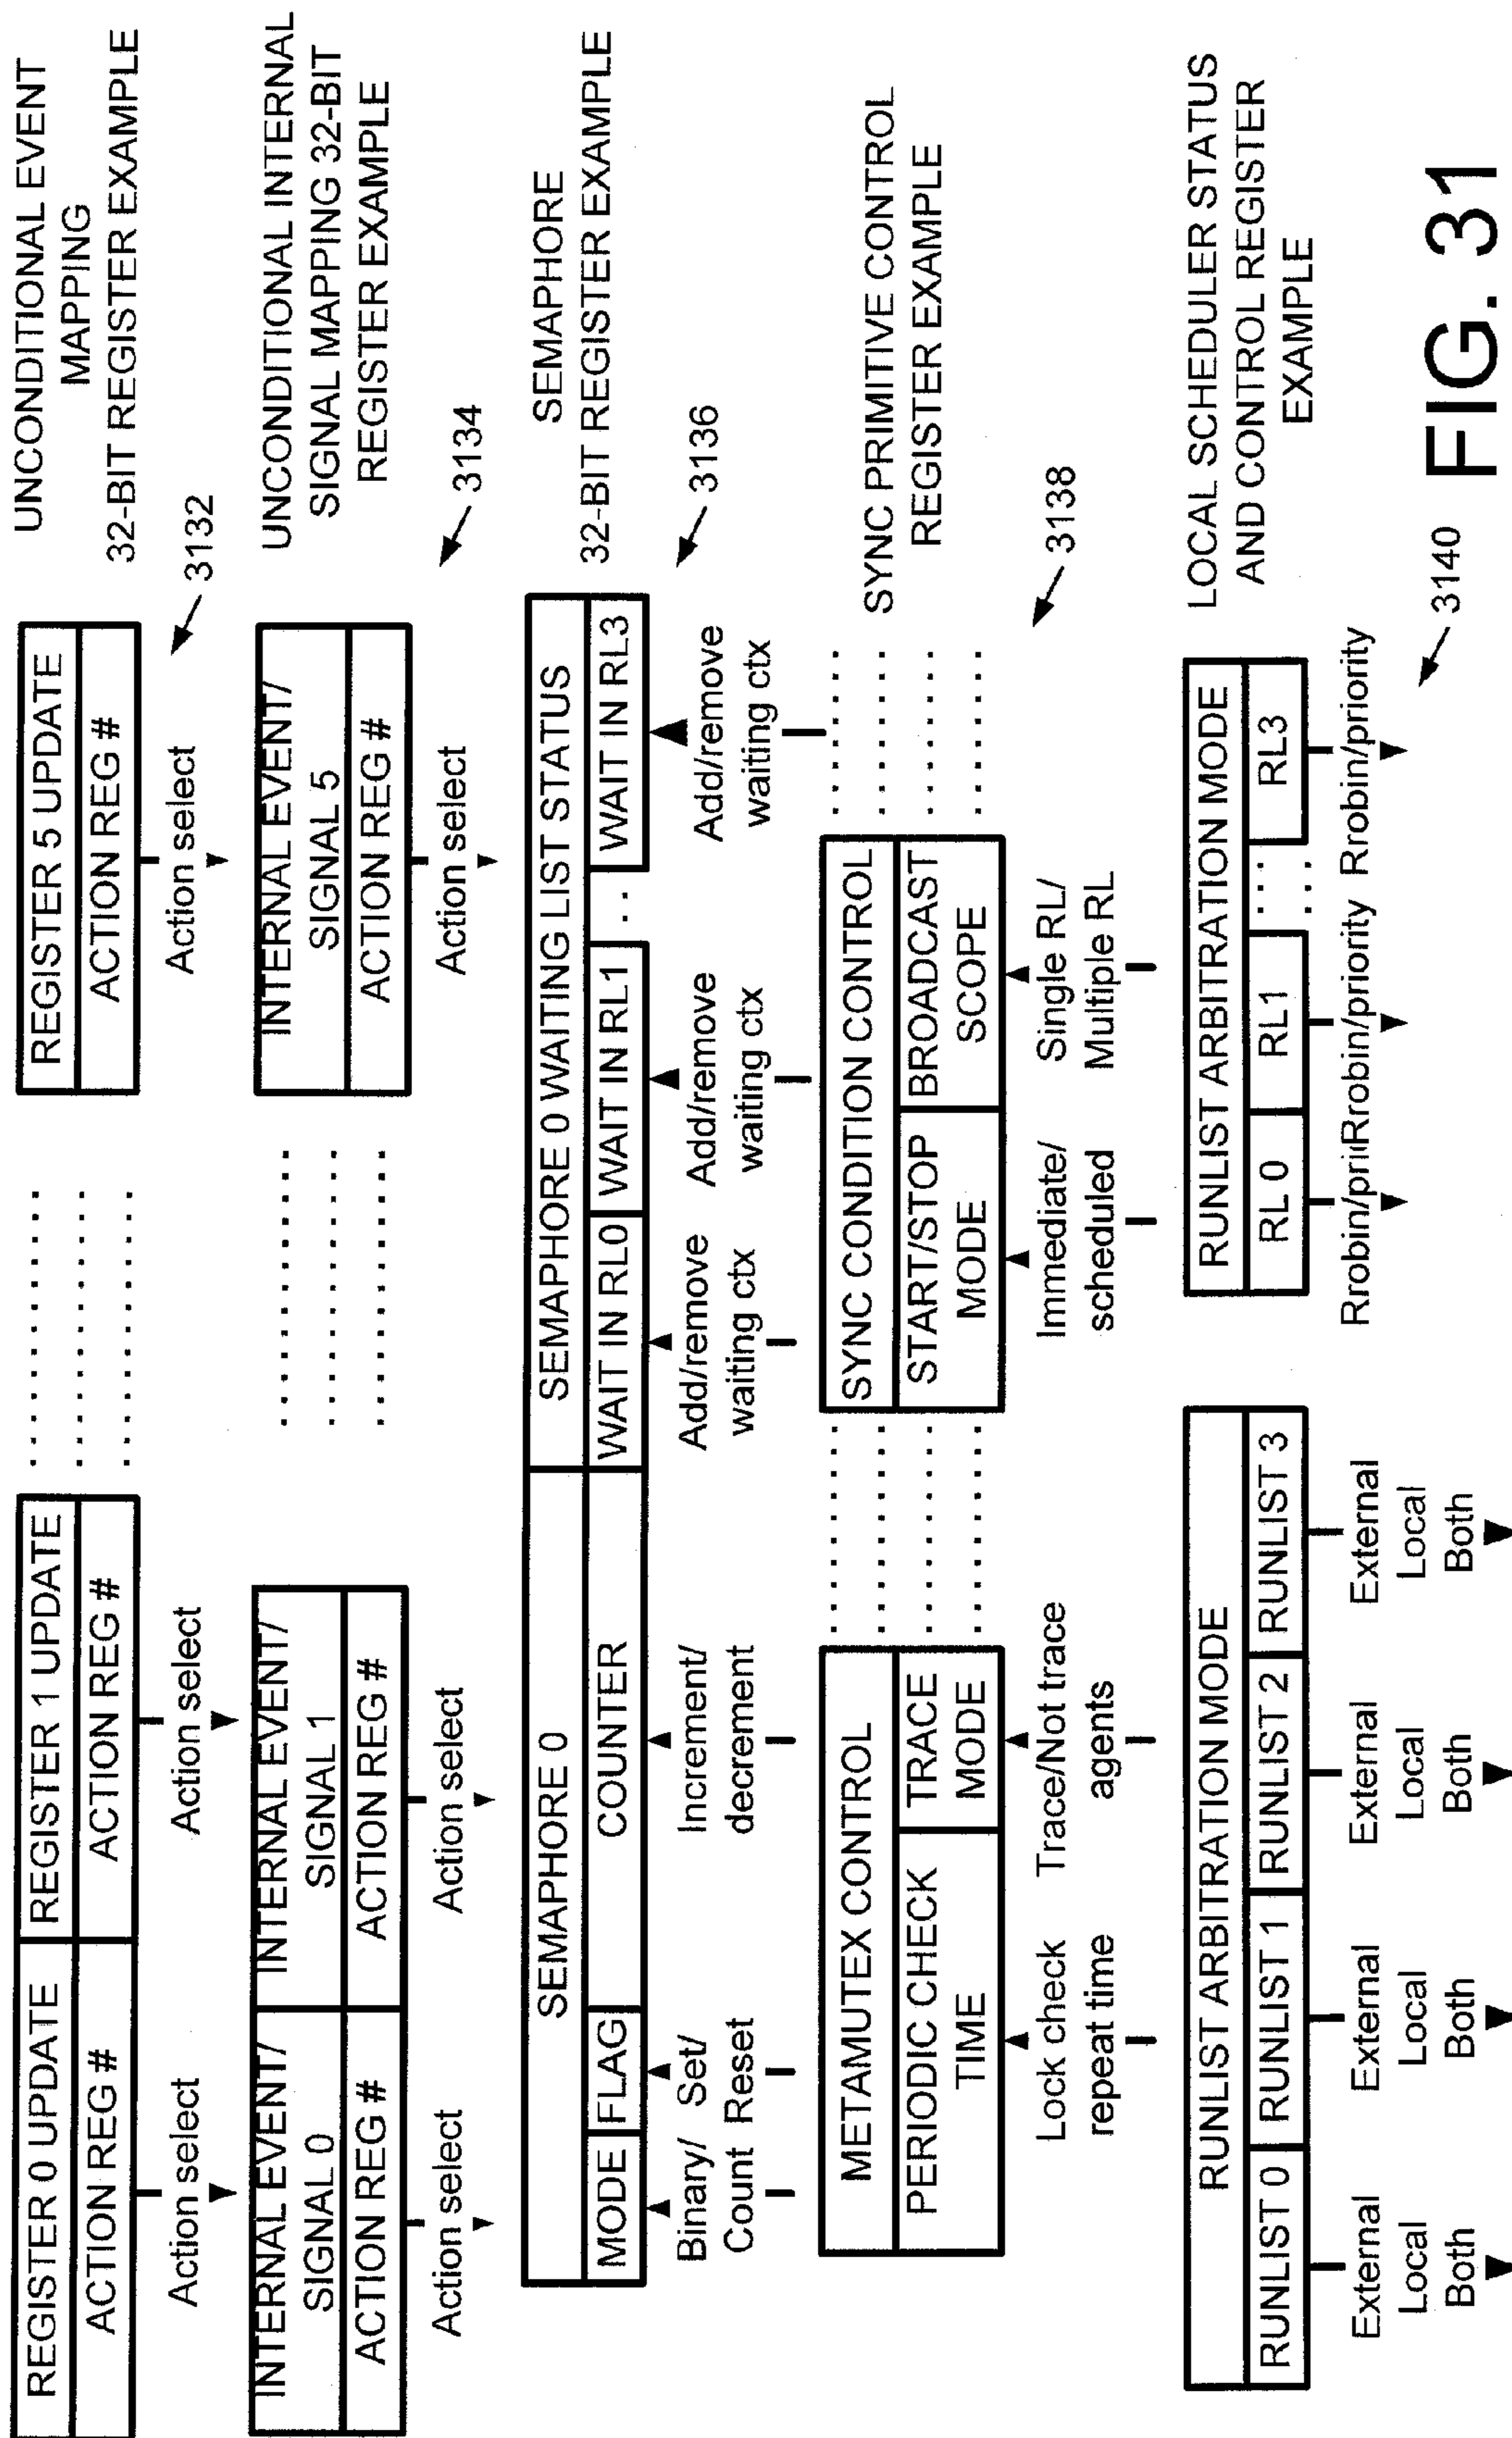 UNCONDITIONAL EVENT
MAPPING
32-BIT REGISTER EXAMPLE
REGISTER 0 UPDATE
REGISTER 1 UPDATE
. . . . . . . . . . . . .
REGISTER 5 UPDATE
ACTION REG #
ACTION REG #
. . . . . . . . . . . . .
ACTION REG #
. . . . . . . . . . . . .
Action select
Action select
Action select
3132
UNCONDITIONAL INTERNAL
SIGNAL MAPPING 32-BIT
REGISTER EXAMPLE
INTERNAL EVENT/
SIGNAL 0
INTERNAL EVENT/
SIGNAL 1
. . . . . . . . . . . . .
. . . . . . . . . . . . .
. . . . . . . . . . . . .
INTERNAL EVENT/
SIGNAL 5
ACTION REG #
ACTION REG #
ACTION REG #
Action select
Action select
Action select
3134
SEMAPHORE
32-BIT REGISTER EXAMPLE
SEMAPHORE 0
SEMAPHORE 0 WAITING LIST STATUS
MODE
FLAG
COUNTER
WAIT IN RL0
WAIT IN RL1
. .
WAIT IN RL3
Binary/
Count
Set/
Reset
Increment/
decrement
Add/remove
waiting ctx
Add/remove
waiting ctx
Add/remove
waiting ctx
3136
SYNC PRIMITIVE CONTROL
REGISTER EXAMPLE
METAMUTEX CONTROL
SYNC CONDITION CONTROL
PERIODIC CHECK
TIME
TRACE
MODE
. . . . . . . . . .
. . . . . . . . . .
. . . . . . . . . .
. . . . . . . . . .
START/STOP
MODE
BROADCAST
SCOPE
. . . . . . . .
. . . . . . . .
. . . . . . . .
. . . . . . . .
Lock check
repeat time
Trace/Not trace
agents
Immediate/
scheduled
Single RL/
Multiple RL
3138
LOCAL SCHEDULER STATUS
AND CONTROL REGISTER
EXAMPLE
RUNLIST ARBITRATION MODE
RUNLIST ARBITRATION MODE
RUNLIST 0
RUNLIST 1
RUNLIST 2
RUNLIST 3
RL 0
RL1
. . .
. . .
RL3
External
Local
Both
External
Local
Both
External
Local
Both
External
Local
Both
Rrobin/pri
Rrobin/priority
Rrobin/priority
3140
FIG. 31